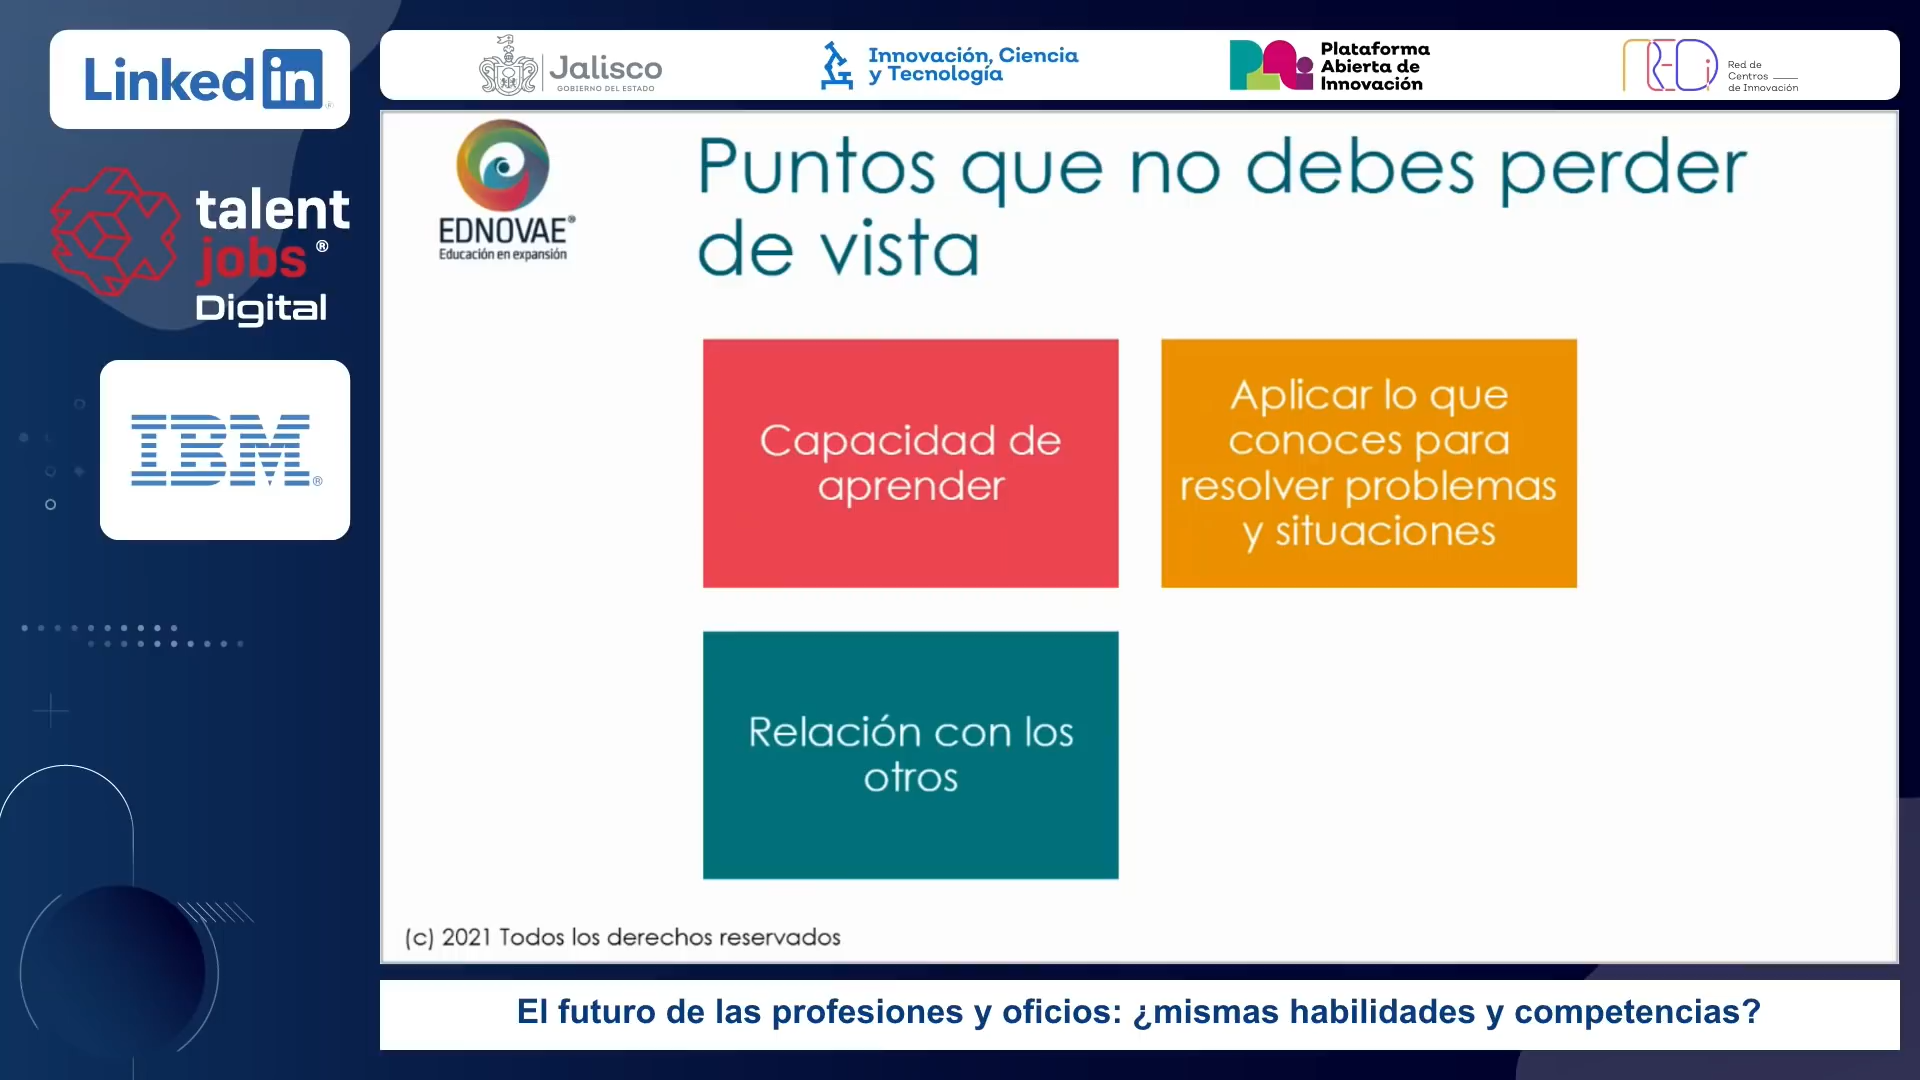 LinkedIn
Jalisco
GOBIERNO DEL ESTADO
Innovación, Ciencia
y Tecnología
Plataforma
Abierta de
Innovación
REDi
Red de
Centros
de Innovación
talent
jobs®
Digital
IBM®
EDNOVAE®
Educación en expansión
Puntos que no debes perder
de vista
Capacidad de
aprender
Aplicar lo que
conoces para
resolver problemas
y situaciones
Relación con los
otros
(c) 2021 Todos los derechos reservados
El futuro de las profesiones y oficios: ¿mismas habilidades y competencias?